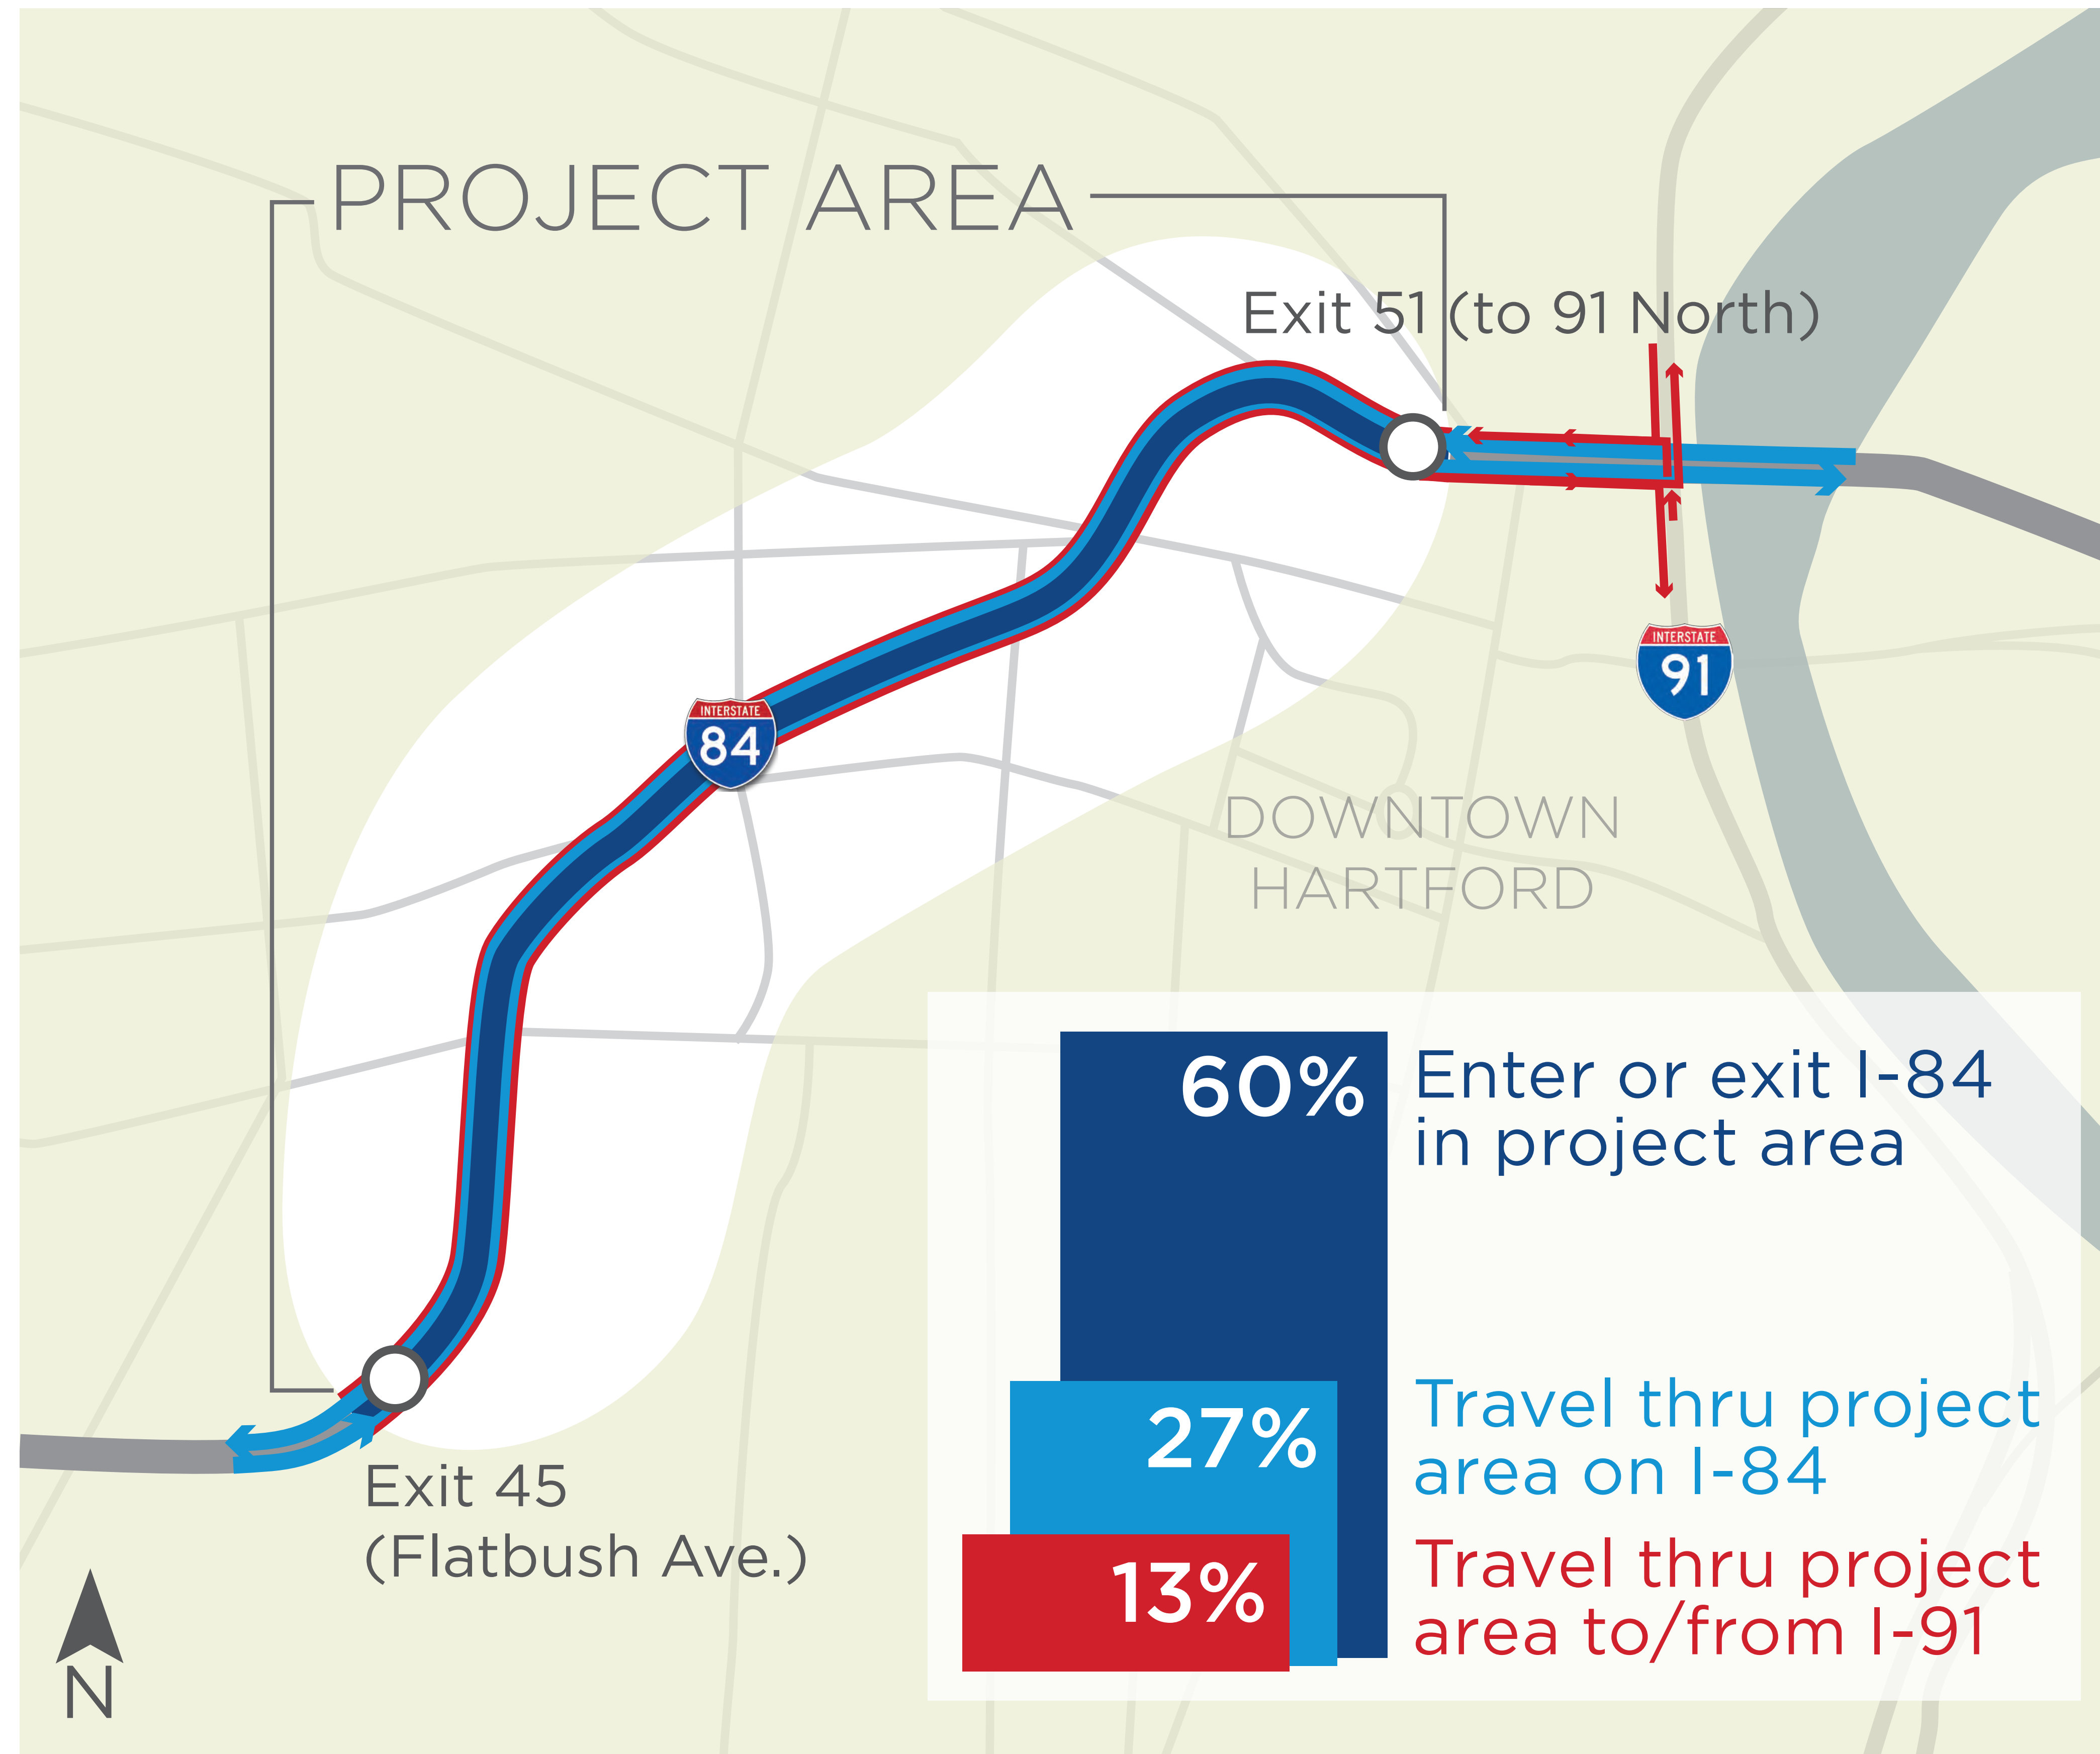 PROJECT AREA
Exit 51 (to 91 North)
INTERSTATE
91
INTERSTATE
84
DOWNTOWN
HARTFORD
60%
Enter or exit I-84
in project area
27%
Travel thru project
area on I-84
13%
Travel thru project
area to/from I-91
Exit 45
(Flatbush Ave.)
N